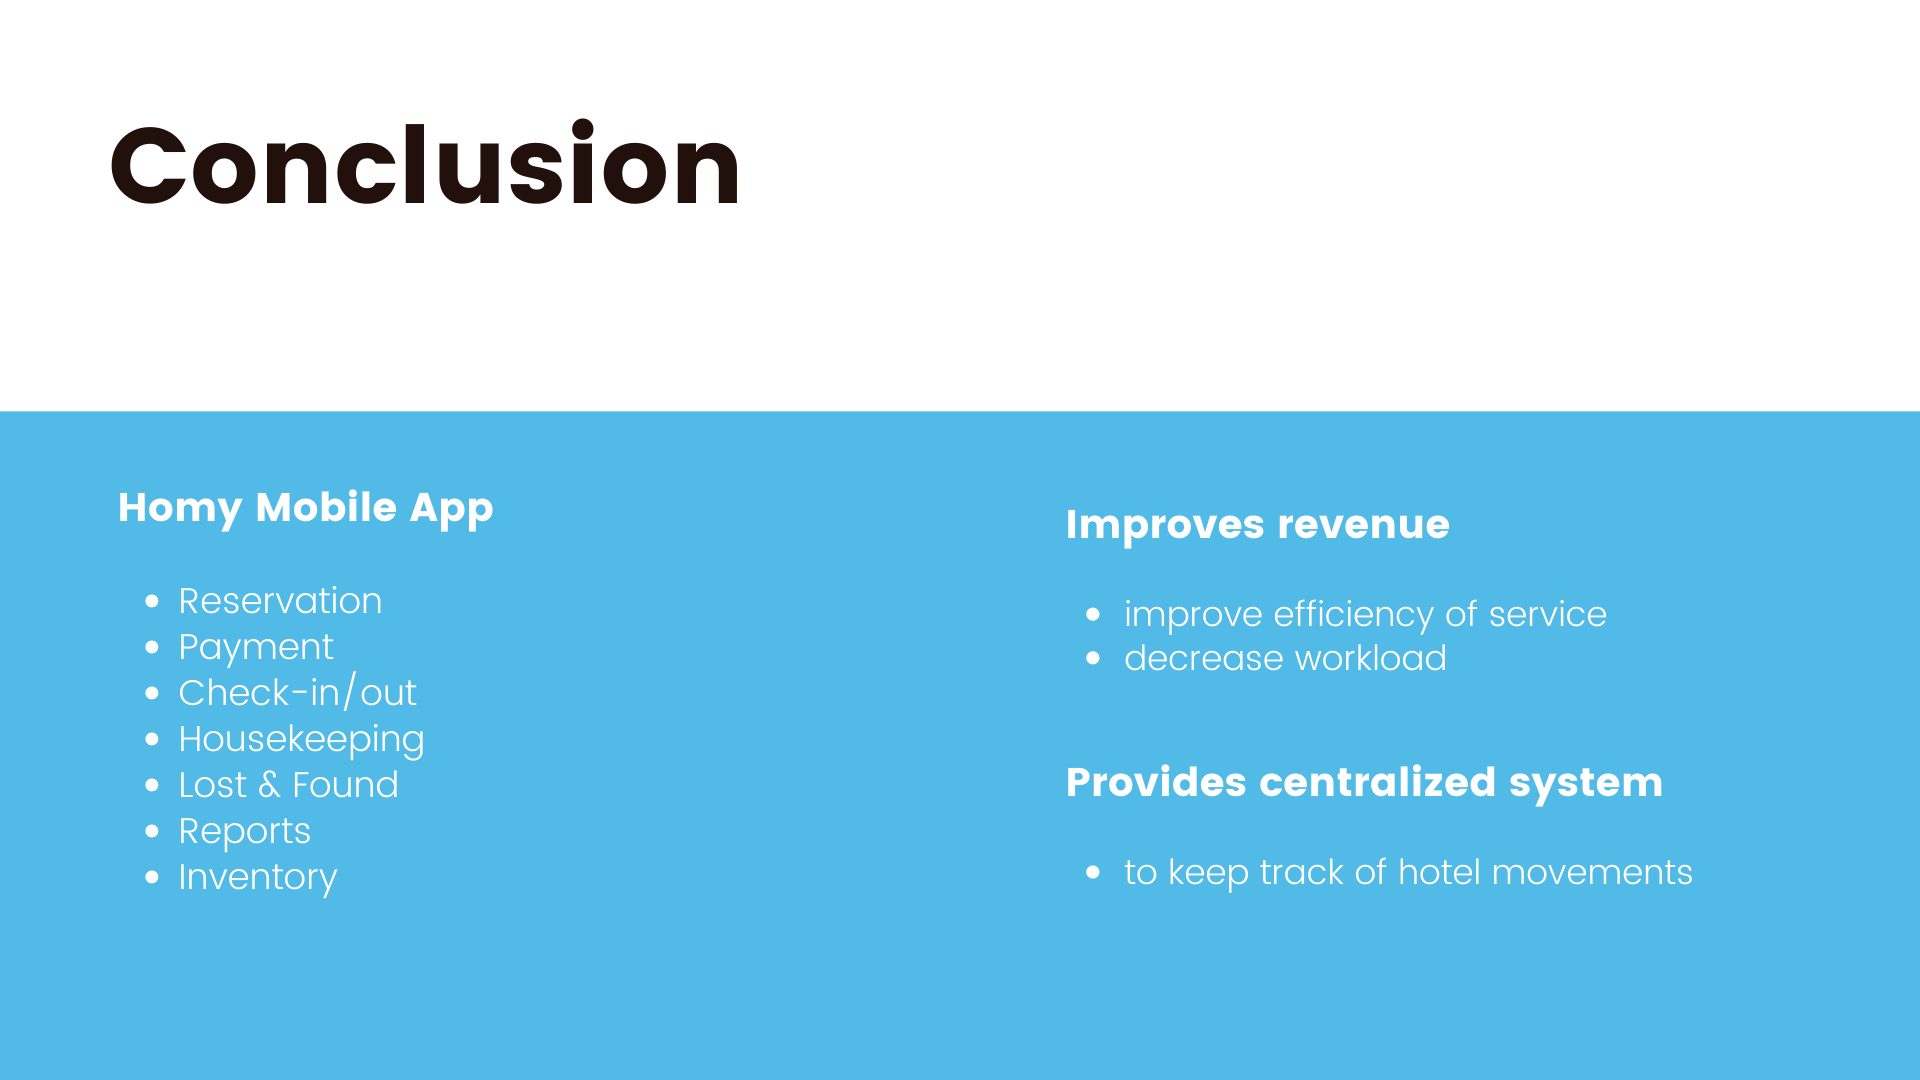 Conclusion
Homy Mobile App
• Reservation
• Payment
• Check-in/out
• Housekeeping
• Lost & Found
• Reports
• Inventory
Improves revenue
• improve efficiency of service
• decrease workload
Provides centralized system
• to keep track of hotel movements